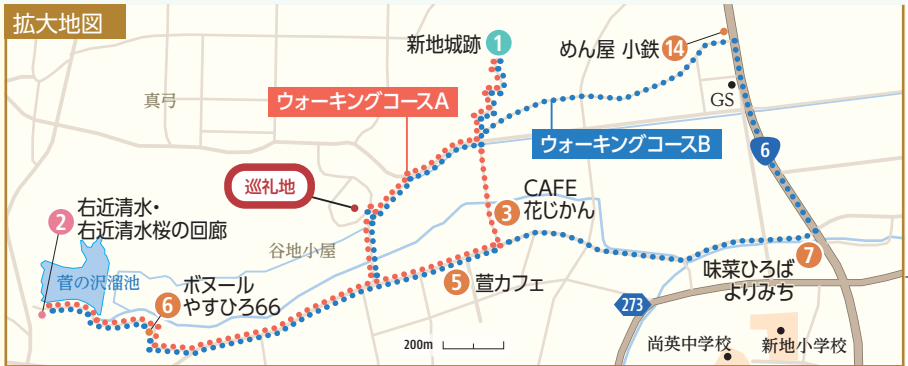 拡大地図
新地城跡 1
めん屋 小鉄 14
真弓
ウォーキングコースA
GS
ウォーキングコースB
6
巡礼地
CAFE
3 花じかん
2 右近清水・
右近清水桜の回廊
谷地小屋
菅の沢溜池
ボヌール
6 やすひろ66
5 萱カフェ
味菜ひろば 7
よりみち
273
200m
尚英中学校
新地小学校